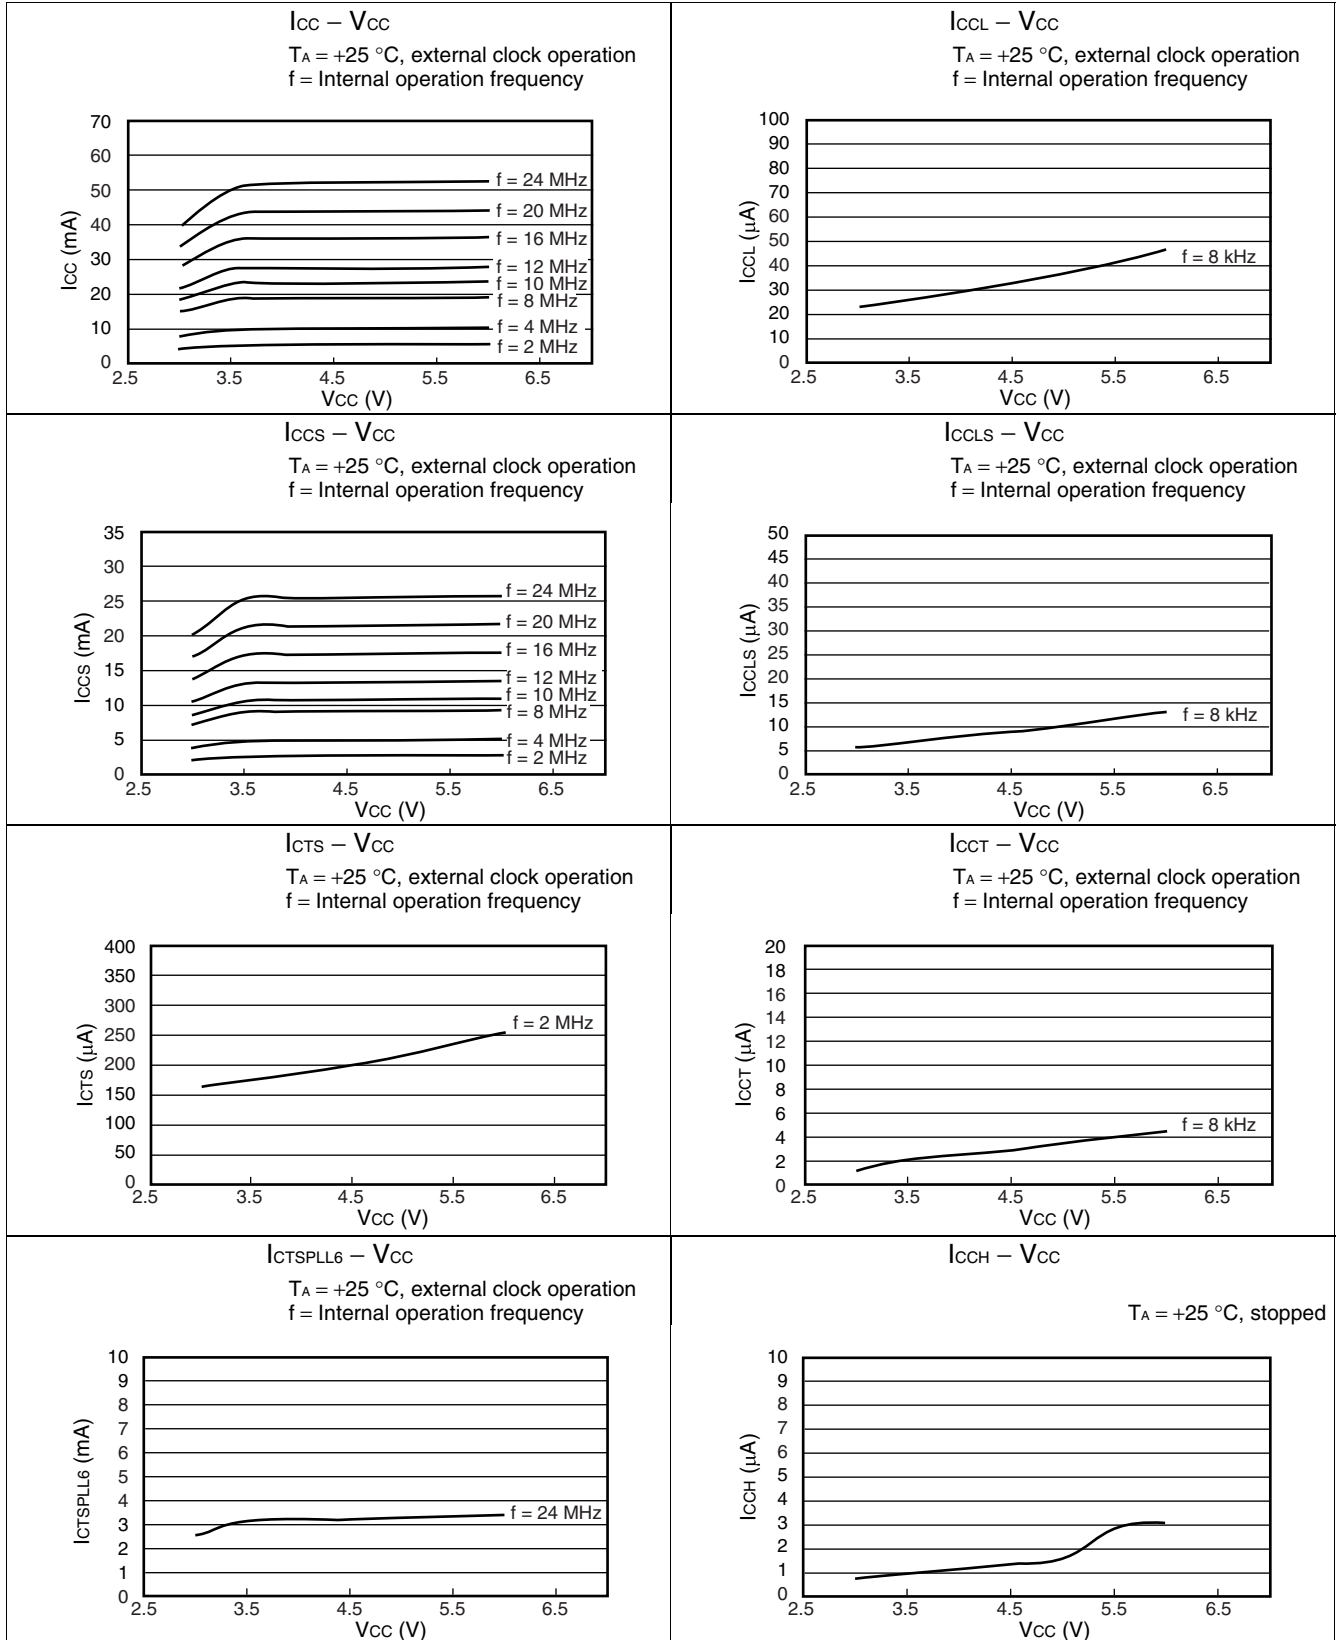 ICC – VCC
TA = +25 °C, external clock operation
f = Internal operation frequency
70
60
50
40
30
20
10
0
ICC (mA)
f = 24 MHz
f = 20 MHz
f = 16 MHz
f = 12 MHz
f = 10 MHz
f = 8 MHz
f = 4 MHz
f = 2 MHz
2.5 3.5 4.5 5.5 6.5
VCC (V)
ICCL – VCC
TA = +25 °C, external clock operation
f = Internal operation frequency
100
90
80
70
60
50
40
30
20
10
0
ICCL (μA)
f = 8 kHz
2.5 3.5 4.5 5.5 6.5
VCC (V)
ICCS – VCC
TA = +25 °C, external clock operation
f = Internal operation frequency
35
30
25
20
15
10
5
0
ICCS (mA)
f = 24 MHz
f = 20 MHz
f = 16 MHz
f = 12 MHz
f = 10 MHz
f = 8 MHz
f = 4 MHz
f = 2 MHz
2.5 3.5 4.5 5.5 6.5
VCC (V)
ICCLS – VCC
TA = +25 °C, external clock operation
f = Internal operation frequency
50
45
40
35
30
25
20
15
10
5
0
ICCLS (μA)
f = 8 kHz
2.5 3.5 4.5 5.5 6.5
VCC (V)
ICTS – VCC
TA = +25 °C, external clock operation
f = Internal operation frequency
400
350
300
250
200
150
100
50
0
ICTS (μA)
f = 2 MHz
2.5 3.5 4.5 5.5 6.5
VCC (V)
ICCT – VCC
TA = +25 °C, external clock operation
f = Internal operation frequency
20
18
16
14
12
10
8
6
4
2
0
ICCT (μA)
f = 8 kHz
2.5 3.5 4.5 5.5 6.5
VCC (V)
ICTSPLL6 – VCC
TA = +25 °C, external clock operation
f = Internal operation frequency
10
9
8
7
6
5
4
3
2
1
0
ICTSPLL6 (mA)
f = 24 MHz
2.5 3.5 4.5 5.5 6.5
VCC (V)
ICCH – VCC
TA = +25 °C, stopped
10
9
8
7
6
5
4
3
2
1
0
ICCH (μA)
2.5 3.5 4.5 5.5 6.5
VCC (V)